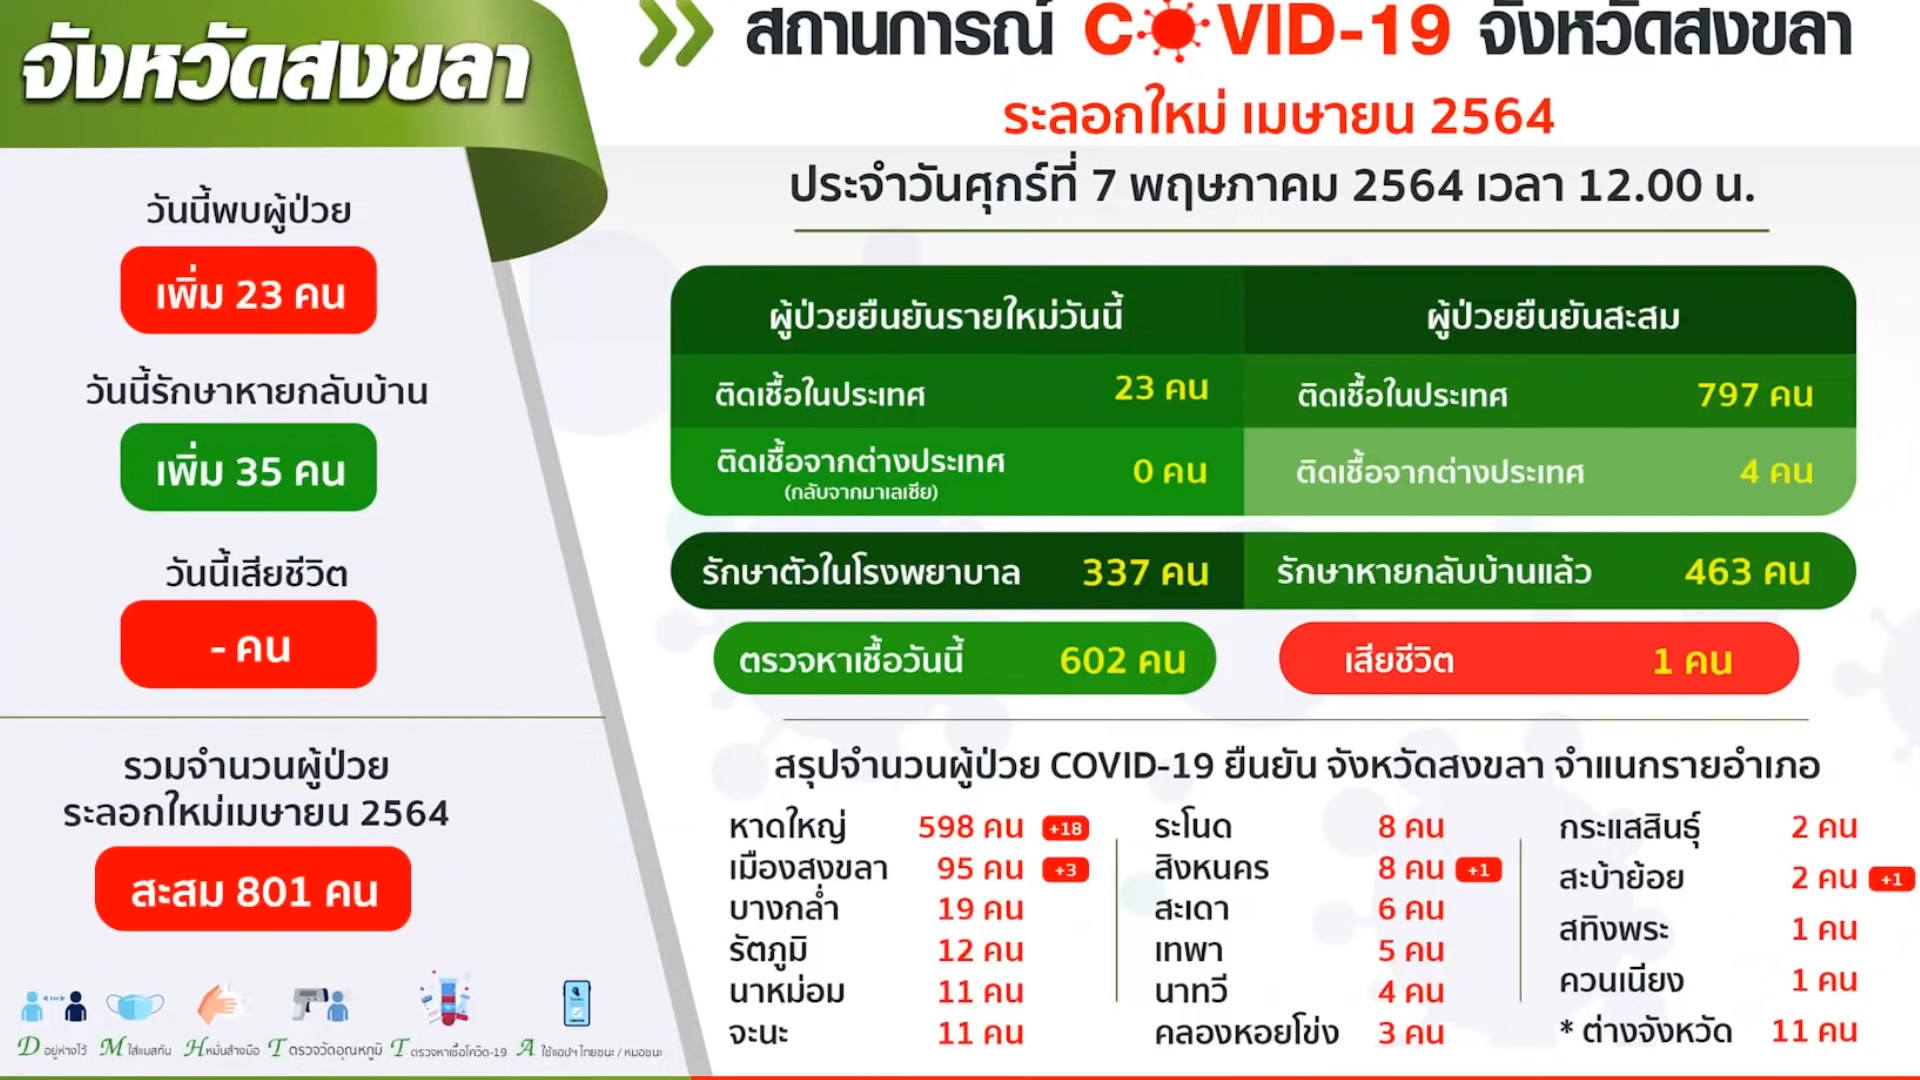 จังหวัดสงขลา
สถานการณ์ COVID-19 จังหวัดสงขลา
ระลอกใหม่ เมษายน 2564
ประจำวันศุกร์ที่ 7 พฤษภาคม 2564 เวลา 12.00 น.
วันนี้พบผู้ป่วย
เพิ่ม 23 คน
วันนี้รักษาหายกลับบ้าน
เพิ่ม 35 คน
วันนี้เสียชีวิต
- คน
รวมจำนวนผู้ป่วย
ระลอกใหม่เมษายน 2564
สะสม 801 คน
D อยู่ห่างไว้ M ใส่แมสกัน H หมั่นล้างมือ T ตรวจวัดอุณหภูมิ T ตรวจหาเชื้อโควิด-19 A ใช้แอปฯ ไทยชนะ / หมอชนะ
ผู้ป่วยยืนยันรายใหม่วันนี้
ติดเชื้อในประเทศ 23 คน
ติดเชื้อจากต่างประเทศ 0 คน
(กลับจากมาเลเซีย)
ผู้ป่วยยืนยันสะสม
ติดเชื้อในประเทศ 797 คน
ติดเชื้อจากต่างประเทศ 4 คน
รักษาตัวในโรงพยาบาล 337 คน
รักษาหายกลับบ้านแล้ว 463 คน
ตรวจหาเชื้อวันนี้ 602 คน
เสียชีวิต 1 คน
สรุปจำนวนผู้ป่วย COVID-19 ยืนยัน จังหวัดสงขลา จำแนกรายอำเภอ
หาดใหญ่ 598 คน +18
เมืองสงขลา 95 คน +3
บางกล่ำ 19 คน
รัตภูมิ 12 คน
นาหม่อม 11 คน
จะนะ 11 คน
ระโนด 8 คน
สิงหนคร 8 คน +1
สะเดา 6 คน
เทพา 5 คน
นาทวี 4 คน
คลองหอยโข่ง 3 คน
กระแสสินธุ์ 2 คน
สะบ้าย้อย 2 คน +1
สทิงพระ 1 คน
ควนเนียง 1 คน
* ต่างจังหวัด 11 คน